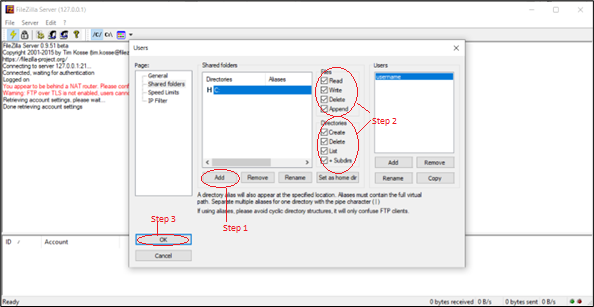 FileZilla Server (127.0.0.1)
File Server Edit ?
/C/ C:\
FileZilla Server 0.9.51 beta
Copyright 2001-2015 by Tim Kosse (tim.kosse@filez
https://filezilla-project.org/
Connecting to server 127.0.0.1:21...
Connected, waiting for authentication
Logged on
You appear to be behind a NAT router. Please conf
Warning: FTP over TLS is not enabled, users canno
Retrieving account settings, please wait...
Done retrieving account settings
ID / Account
Ready
0 bytes received 0 B/s 0 bytes sent 0 B/s
Users
Page:
General
Shared folders
Speed Limits
IP Filter
Shared folders
Directories Aliases
H C
Add Remove Rename Set as home dir
Files
Read
Write
Delete
Append
Directories
Create
Delete
List
+ Subdirs
Users
username
Add Remove
Rename Copy
A directory alias will also appear at the specified location. Aliases must contain the full virtual
path. Separate multiple aliases for one directory with the pipe character (|)
If using aliases, please avoid cyclic directory structures, it will only confuse FTP clients.
OK
Cancel
Step 1
Step 2
Step 3